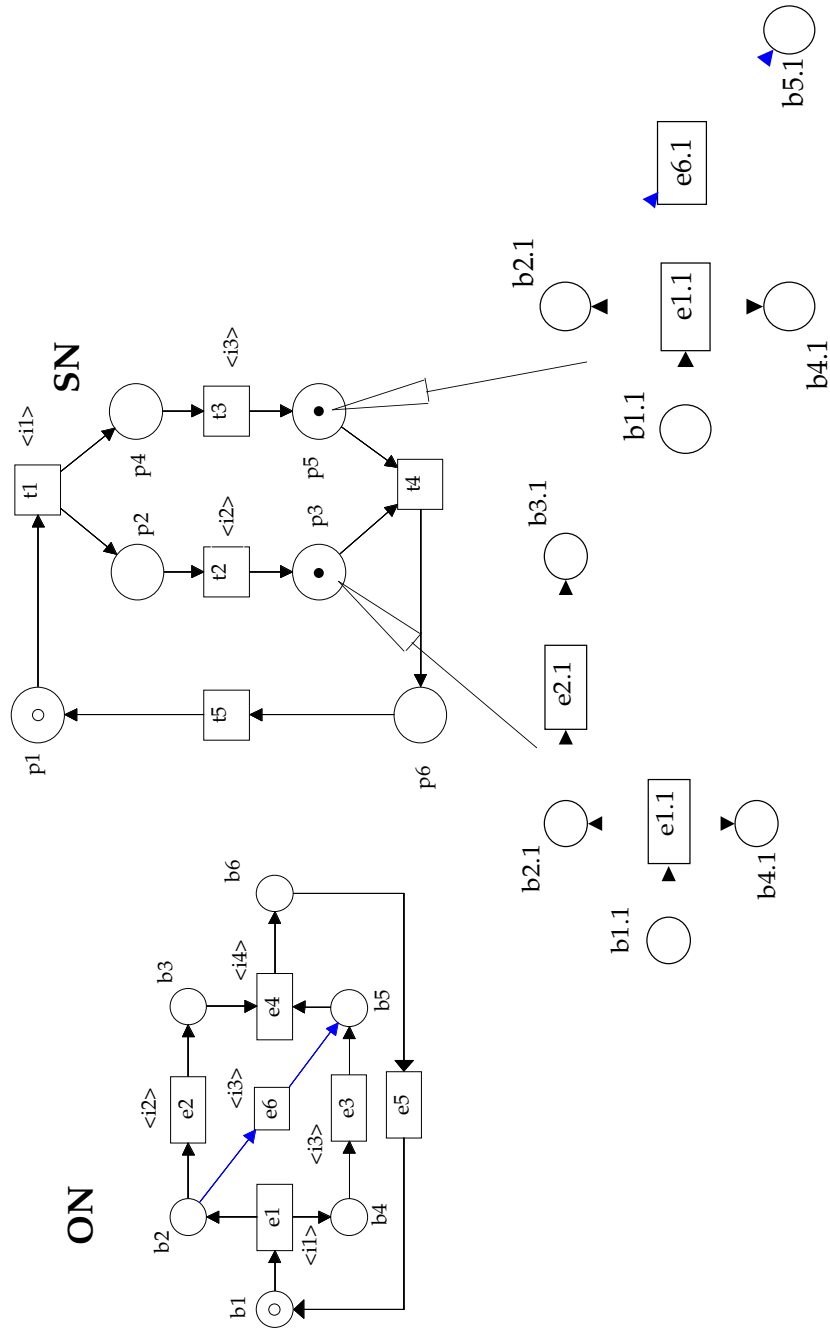 ON
b1
b2
e1
<i1>
b4
<i2>
e2
<i3>
e6
<i3>
e3
b3
<i4>
e4
b5
b6
e5
SN
p1
t5
p6
<i1>
t1
p2
p4
<i2>
t2
<i3>
t3
p3
p5
t4
b1.1
b2.1
e1.1
b4.1
e2.1
b3.1
b1.1
b2.1
e1.1
b4.1
e6.1
b5.1